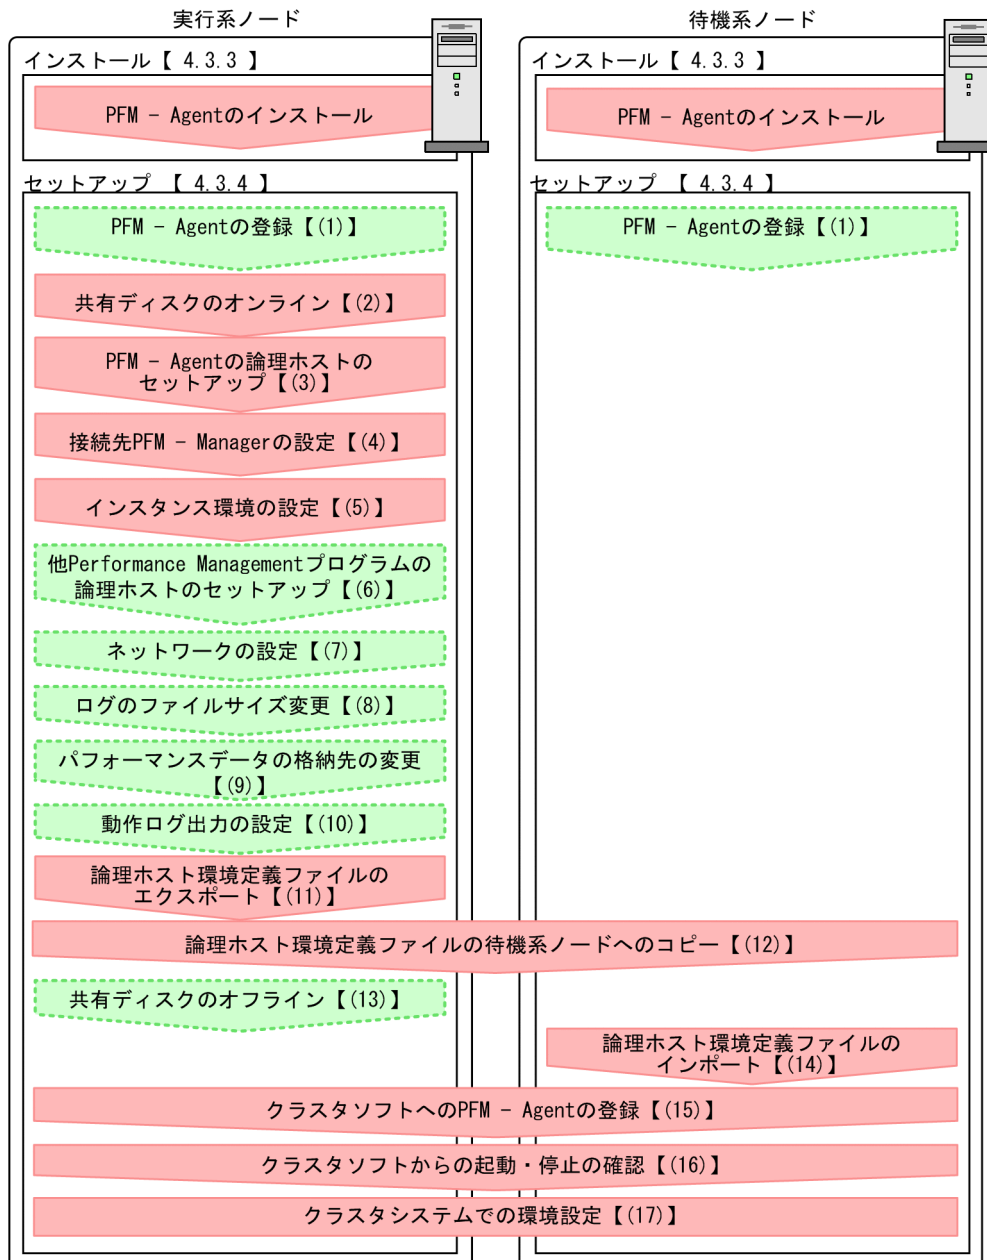 実行系ノード
待機系ノード
インストール【 4.3.3 】
インストール【 4.3.3 】
PFM － Agentのインストール
PFM － Agentのインストール
セットアップ 【 4.3.4 】
セットアップ 【 4.3.4 】
PFM － Agentの登録【(1)】
PFM － Agentの登録【(1)】
共有ディスクのオンライン【(2)】
PFM － Agentの論理ホストの
セットアップ【(3)】
接続先PFM － Managerの設定【(4)】
インスタンス環境の設定【(5)】
他Performance Managementプログラムの
論理ホストのセットアップ【(6)】
ネットワークの設定【(7)】
ログのファイルサイズ変更【(8)】
パフォーマンスデータの格納先の変更
【(9)】
動作ログ出力の設定【(10)】
論理ホスト環境定義ファイルの
エクスポート【(11)】
論理ホスト環境定義ファイルの待機系ノードへのコピー【(12)】
共有ディスクのオフライン【(13)】
論理ホスト環境定義ファイルの
インポート【(14)】
クラスタソフトへのPFM － Agentの登録【(15)】
クラスタソフトからの起動・停止の確認【(16)】
クラスタシステムでの環境設定【(17)】